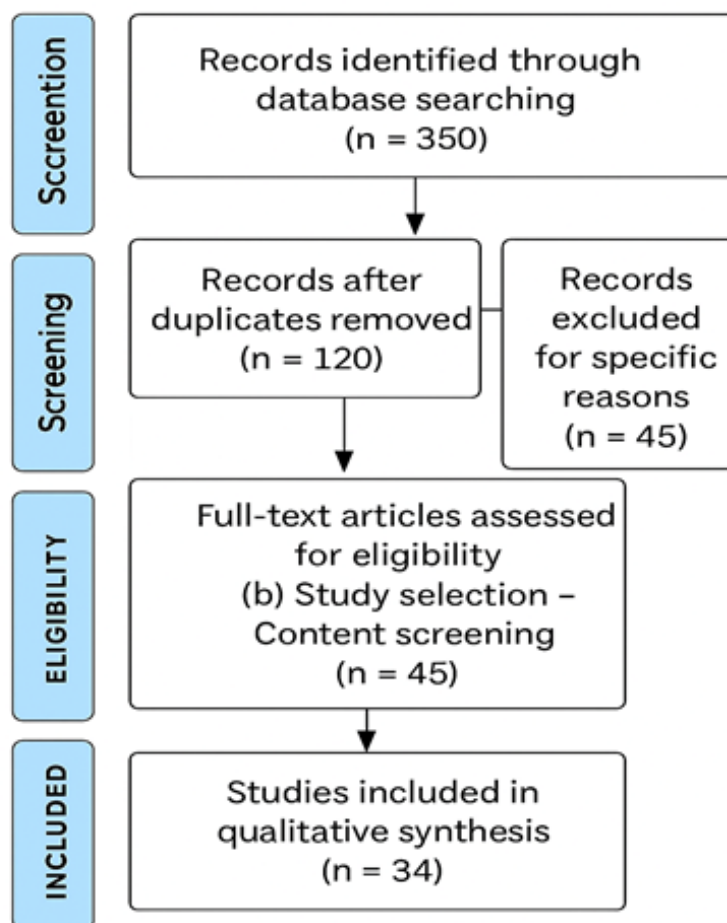 Sccreention
Records identified through
database searching
(n = 350)
Screening
Records after
duplicates removed
(n = 120)
Records
excluded
for specific
reasons
(n = 45)
ELIGIBILITY
Full-text articles assessed
for eligibility
(b) Study selection –
Content screening
(n = 45)
INCLUDED
Studies included in
qualitative synthesis
(n = 34)